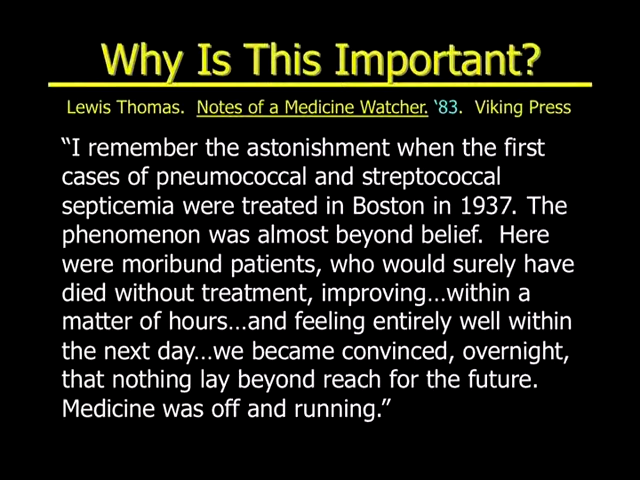 Why Is This Important?
Lewis Thomas.  Notes of a Medicine Watcher. ‘83.  Viking Press
“I remember the astonishment when the first
cases of pneumococcal and streptococcal
septicemia were treated in Boston in 1937. The
phenomenon was almost beyond belief.  Here
were moribund patients, who would surely have
died without treatment, improving…within a
matter of hours…and feeling entirely well within
the next day…we became convinced, overnight,
that nothing lay beyond reach for the future.
Medicine was off and running.”